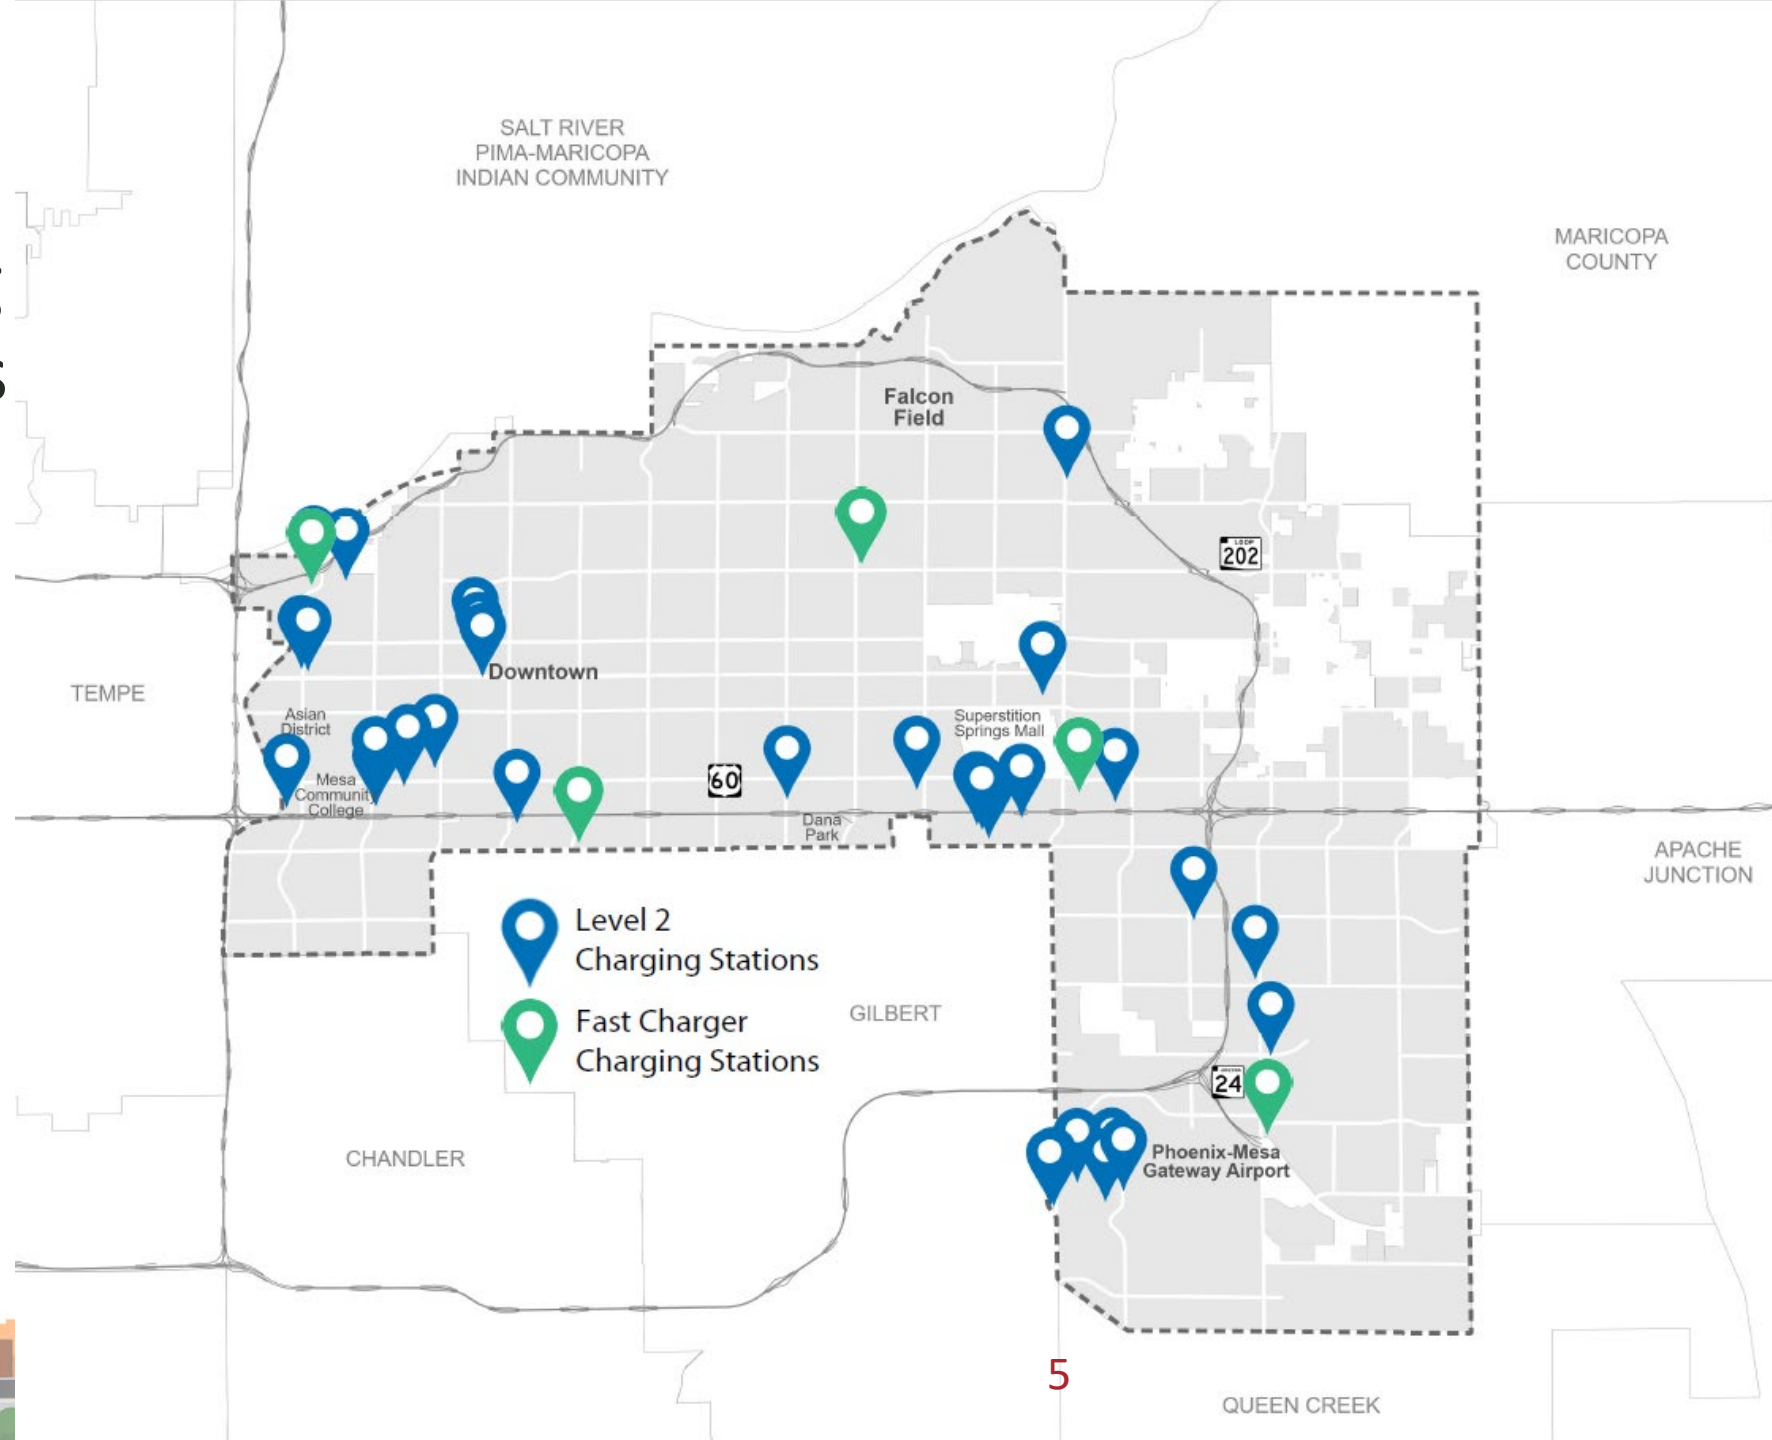 SALT RIVER
PIMA-MARICOPA
INDIAN COMMUNITY
MARICOPA
COUNTY
Falcon
Field
LOOP
202
Downtown
TEMPE
Asian
District
Superstition
Springs Mall
60
Mesa
Community
College
Dana
Park
APACHE
JUNCTION
Level 2
Charging Stations
GILBERT
Fast Charger
Charging Stations
24
CHANDLER
Phoenix-Mesa
Gateway Airport
5
QUEEN CREEK